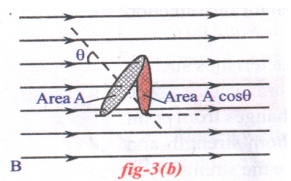 θ
Area A
Area A cosθ
B
fig-3(b)